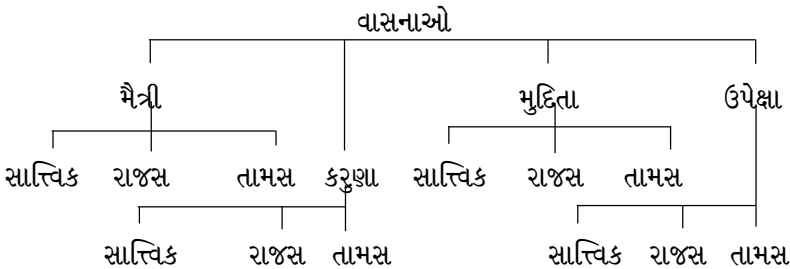 વાસનાઓ
મૈત્રી મુદિતા ઉપેક્ષા
સાત્ત્વિક રાજસ તામસ કરુણા સાત્ત્વિક રાજસ તામસ
સાત્ત્વિક રાજસ તામસ સાત્ત્વિક રાજસ તામસ